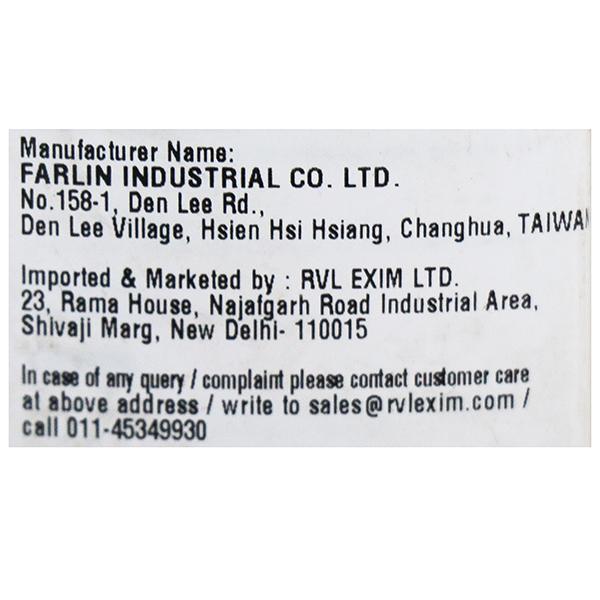 Manufacturer Name:
FARLIN INDUSTRIAL CO. LTD.
No.158-1, Den Lee Rd.,
Den Lee Village, Hsien Hsi Hsiang, Changhua, TAIWAN
Imported & Marketed by : RVL EXIM LTD.
23, Rama House, Najafgarh Road Industrial Area,
Shivaji Marg, New Delhi- 110015
In case of any query / complaint please contact customer care
at above address / write to sales@rvlexim.com /
call 011-45349930